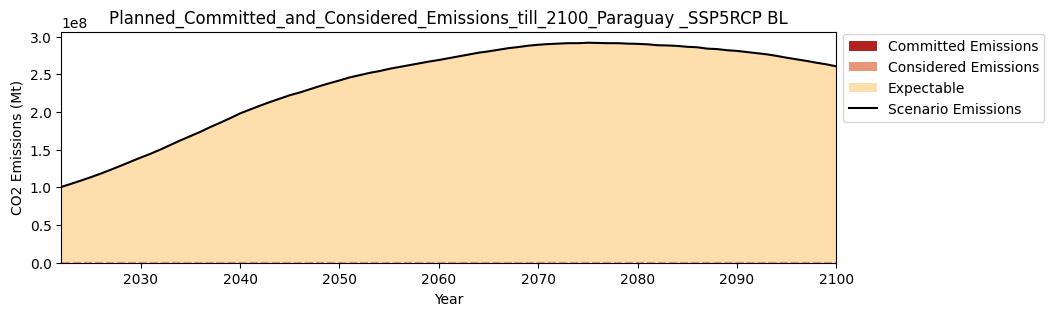 Planned_Committed_and_Considered_Emissions_till_2100_Paraguay _SSP5RCP BL
1e8
3.0
2.5
2.0
1.5
1.0
0.5
0.0
CO2 Emissions (Mt)
2030 2040 2050 2060 2070 2080 2090 2100
Year
Committed Emissions
Considered Emissions
Expectable
Scenario Emissions